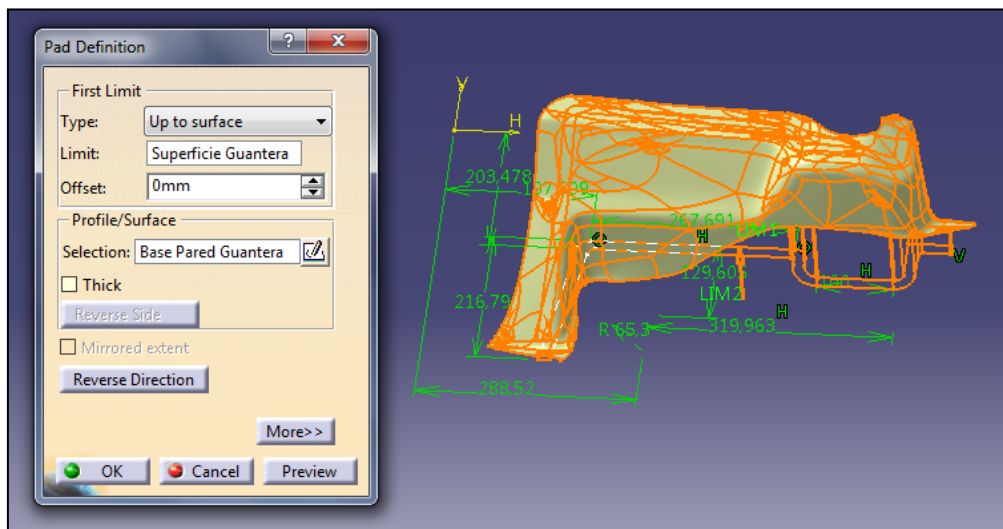 Pad Definition
?
X
First Limit
Type: Up to surface
Limit: Superficie Guantera
Offset: 0mm
Profile/Surface
Selection: Base Pared Guantera
Thick
Reverse Side
Mirrored extent
Reverse Direction
More>>
OK Cancel Preview
V
H
203,478
267,691
LIM1
H
V
129,605
H
216,79
LIM2
H
R 65,3
319,963
288,52